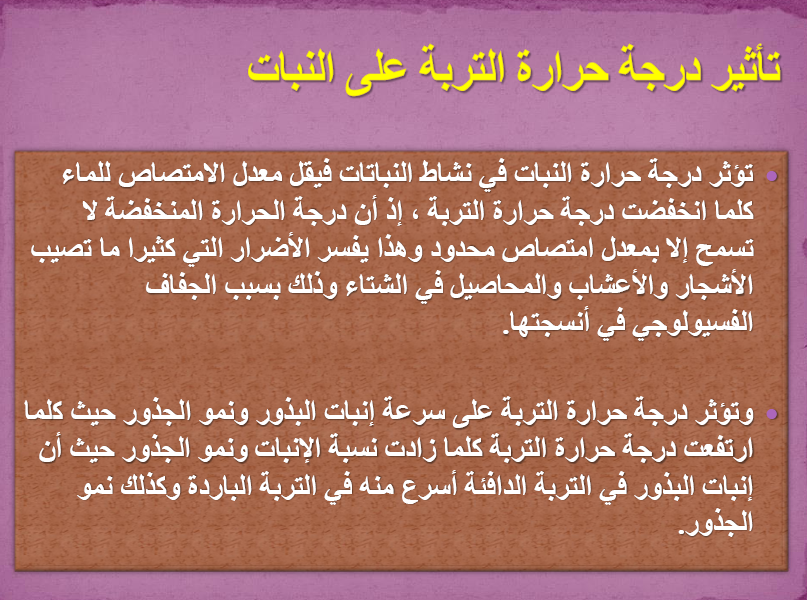 تأثير درجة حرارة التربة على النبات
• تؤثر درجة حرارة النبات في نشاط النباتات فيقل معدل الامتصاص للماء
كلما انخفضت درجة حرارة التربة ، إذ أن درجة الحرارة المنخفضة لا
تسمح إلا بمعدل امتصاص محدود وهذا يفسر الأضرار التي كثيرا ما تصيب
الأشجار والأعشاب والمحاصيل في الشتاء وذلك بسبب الجفاف
الفسيولوجي في أنسجتها.
• وتؤثر درجة حرارة التربة على سرعة إنبات البذور ونمو الجذور حيث كلما
ارتفعت درجة حرارة التربة كلما زادت نسبة الإنبات ونمو الجذور حيث أن
إنبات البذور في التربة الدافئة أسرع منه في التربة الباردة وكذلك نمو
الجذور.